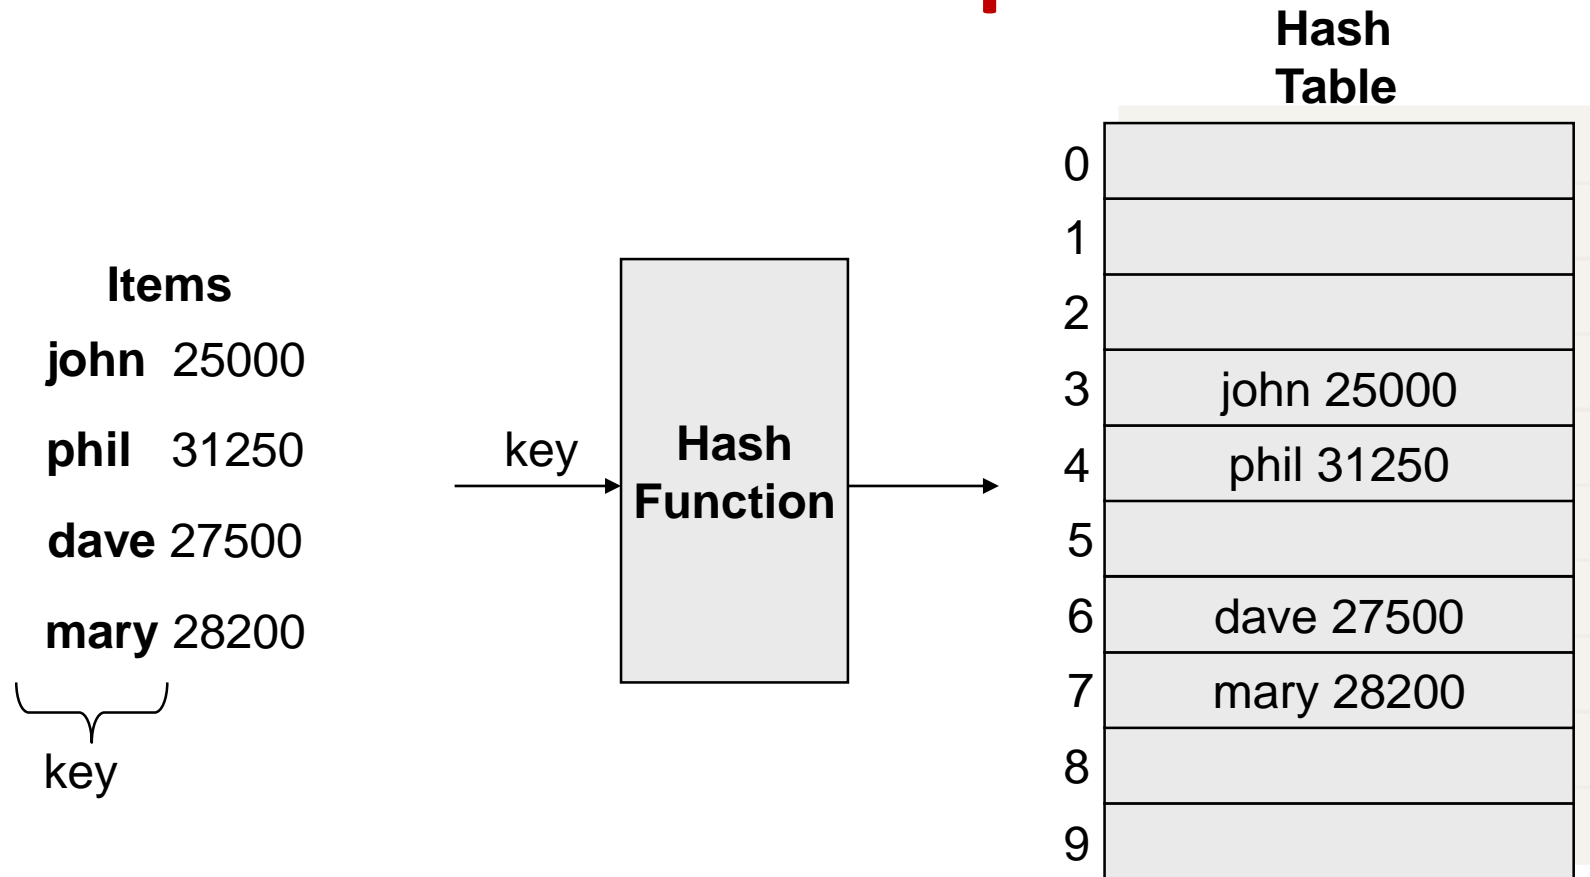 Items
john 25000
phil 31250
dave 27500
mary 28200
key
key
Hash
Function
Hash
Table
0
1
2
3 john 25000
4 phil 31250
5
6 dave 27500
7 mary 28200
8
9